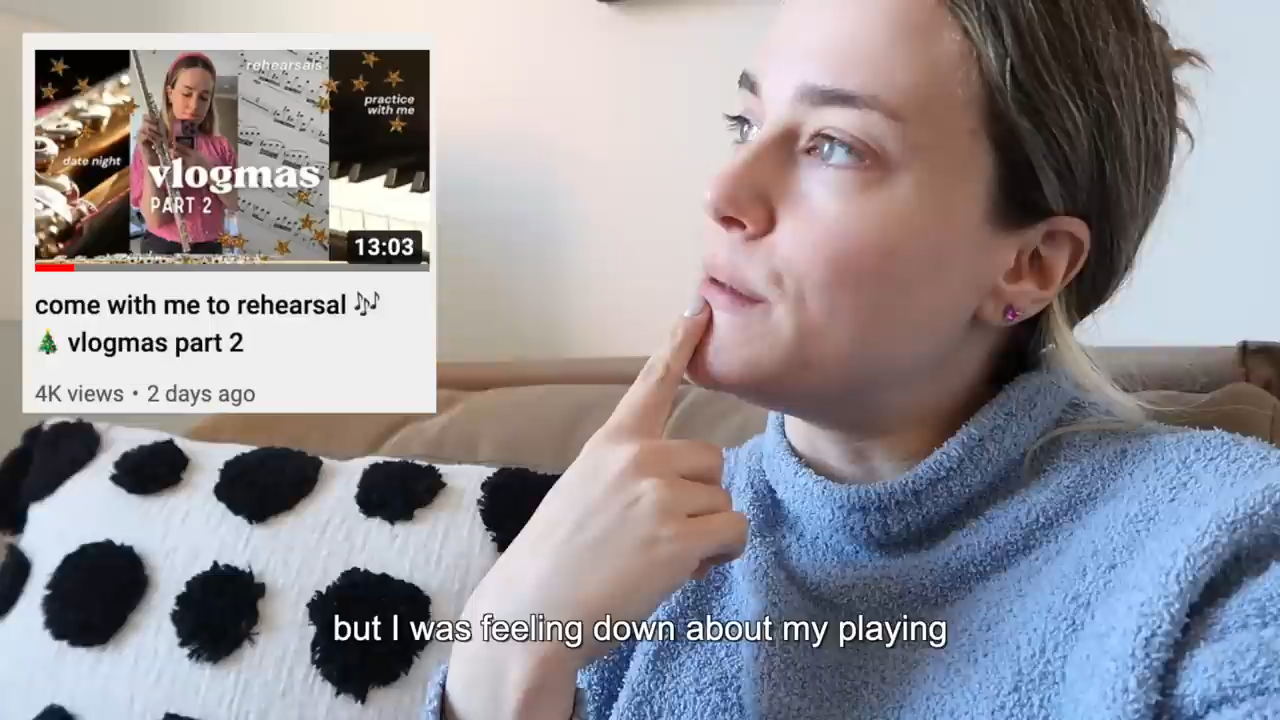 rehearsals
practice
with me
date night
vlogmas
PART 2
13:03
come with me to rehearsal 🎶
🎄 vlogmas part 2
4K views • 2 days ago
but I was feeling down about my playing